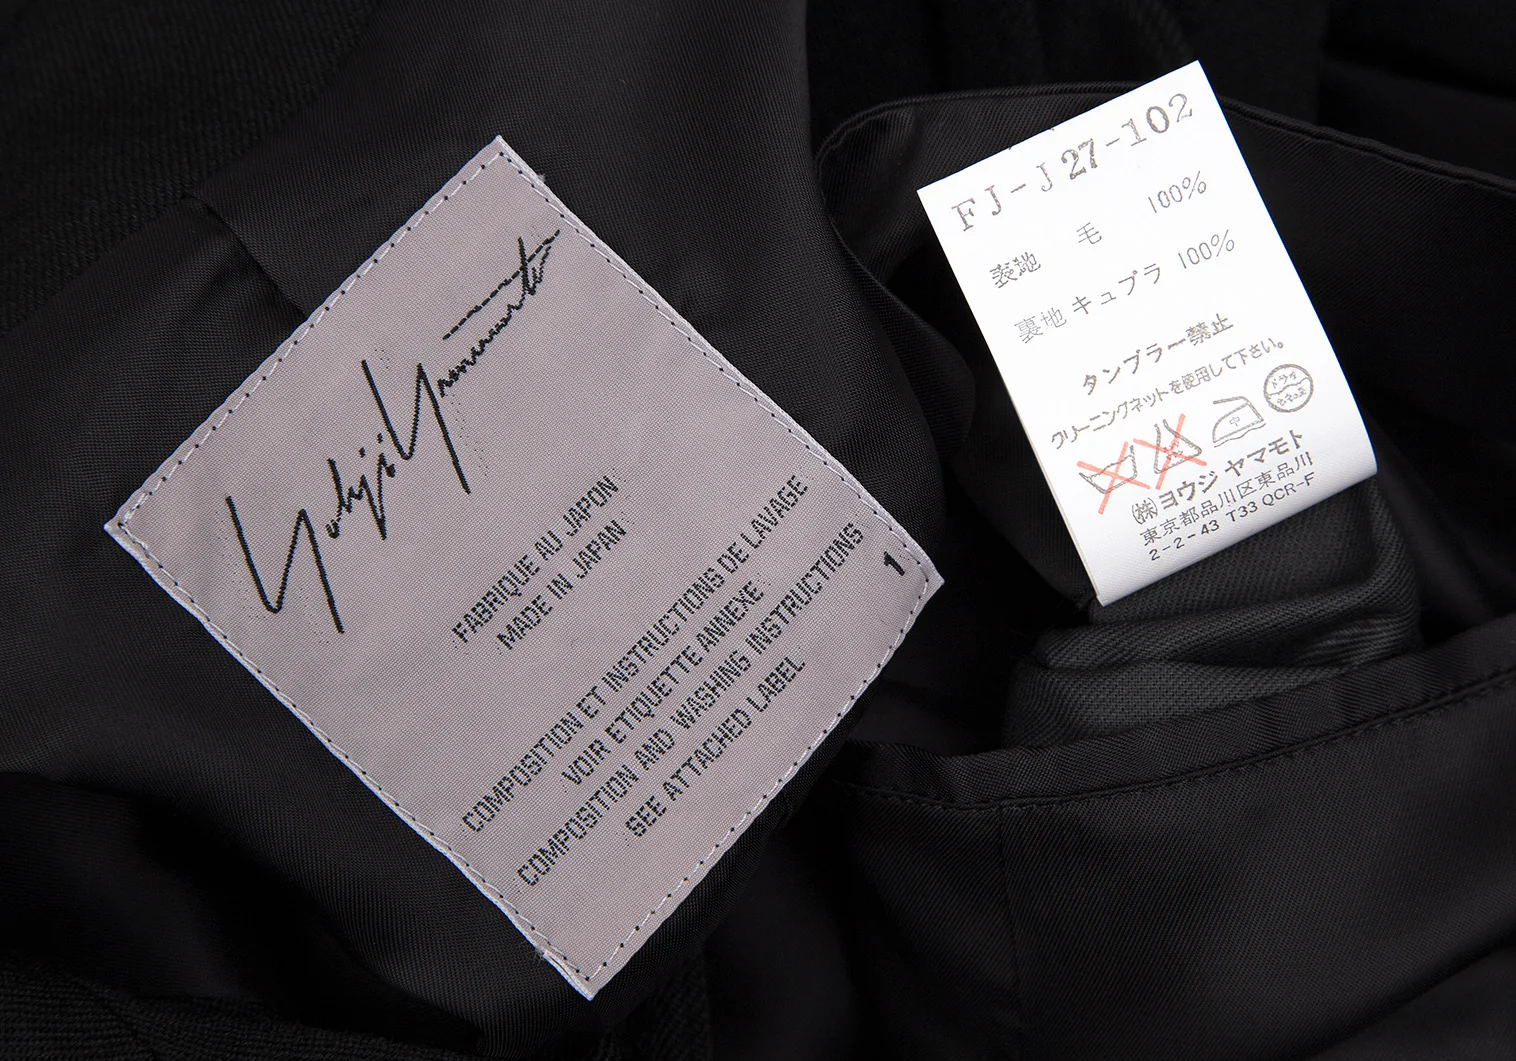 Yohji Yamamoto
FABRIQUE AU JAPON
MADE IN JAPAN
COMPOSITION ET INSTRUCTIONS DE LAVAGE
VOIR ETIQUETTE ANNEXE
COMPOSITION AND WASHING INSTRUCTIONS
SEE ATTACHED LABEL
1
FJ-J27-102
表地 毛 100%
裏地 キュプラ 100%
タンブラー禁止
クリーニングネットを使用して下さい。
中
ドライ
セキユ系
(株)ヨウジ ヤマモト
東京都品川区東品川
2-2-43 T33 QCR-F